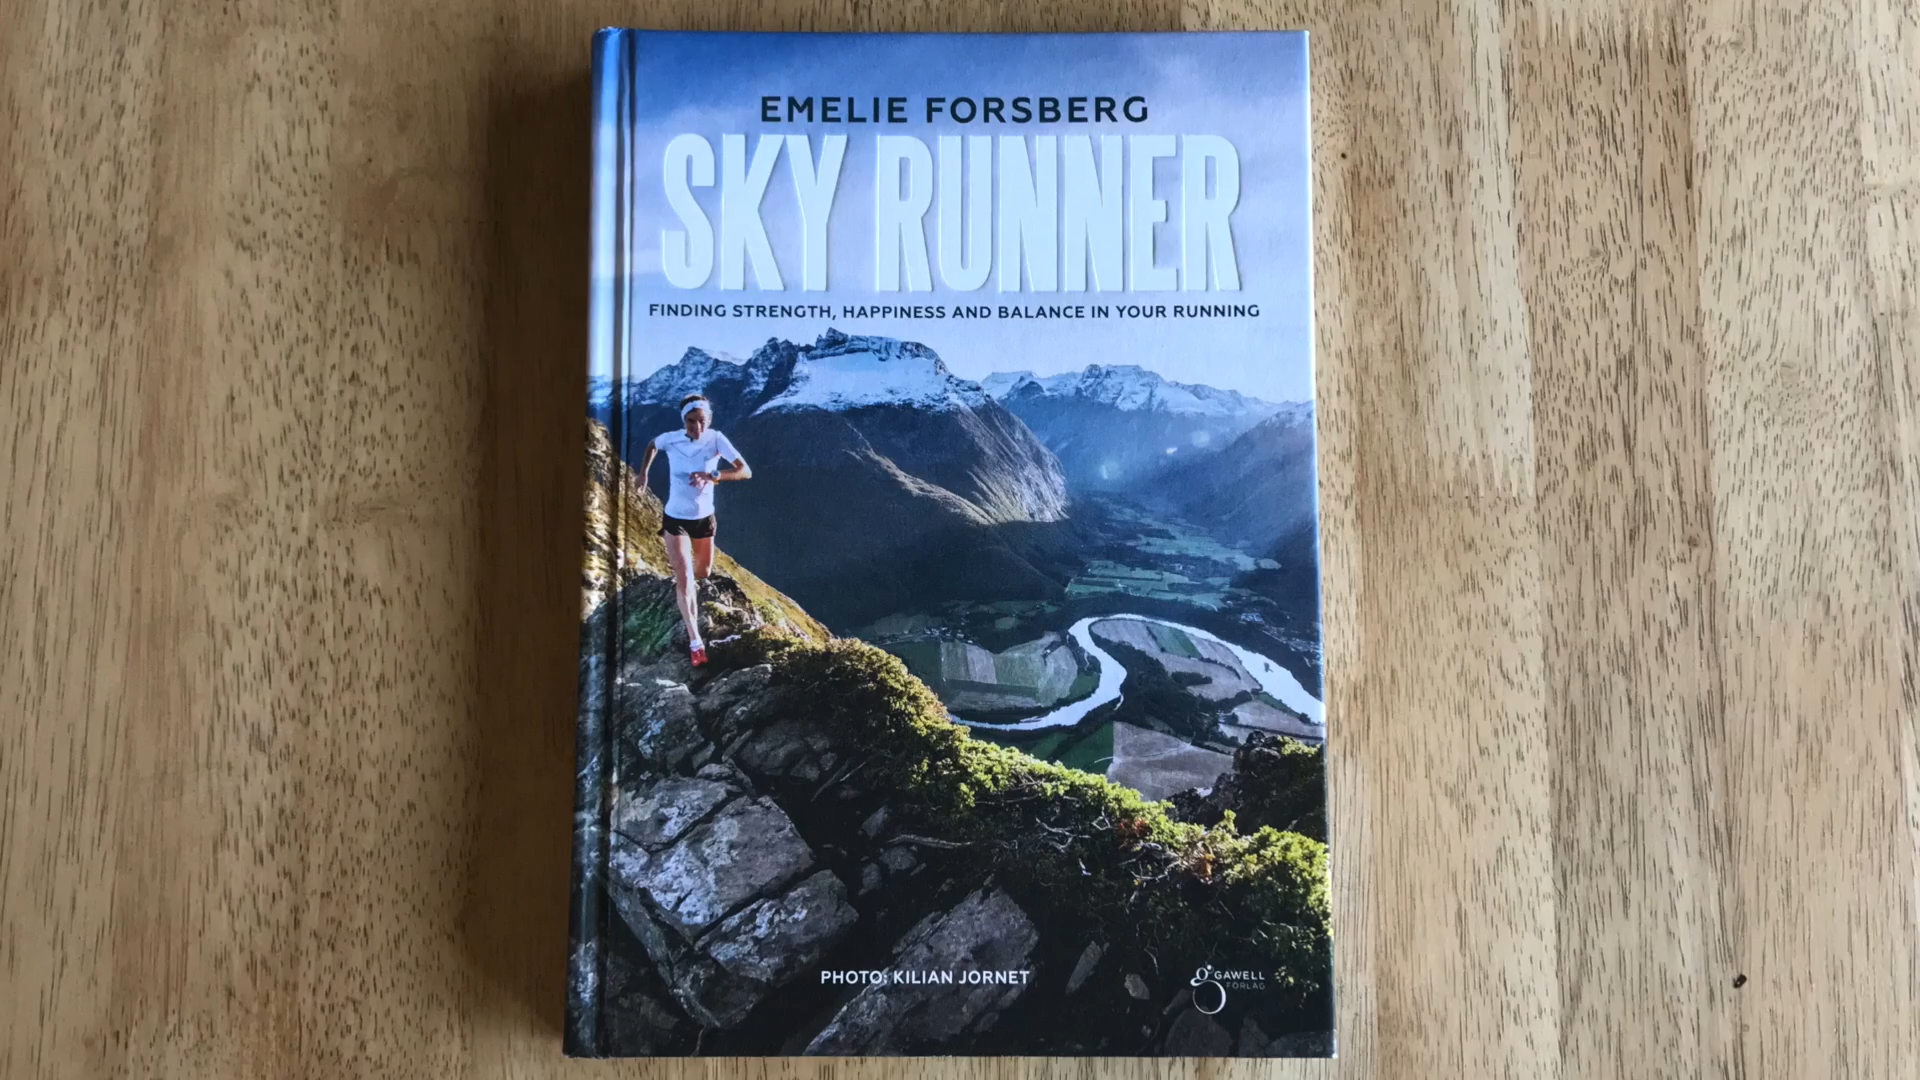 EMELIE FORSBERG
SKY RUNNER
FINDING STRENGTH, HAPPINESS AND BALANCE IN YOUR RUNNING
PHOTO: KILIAN JORNET
g GAWELL
FÖRLAG